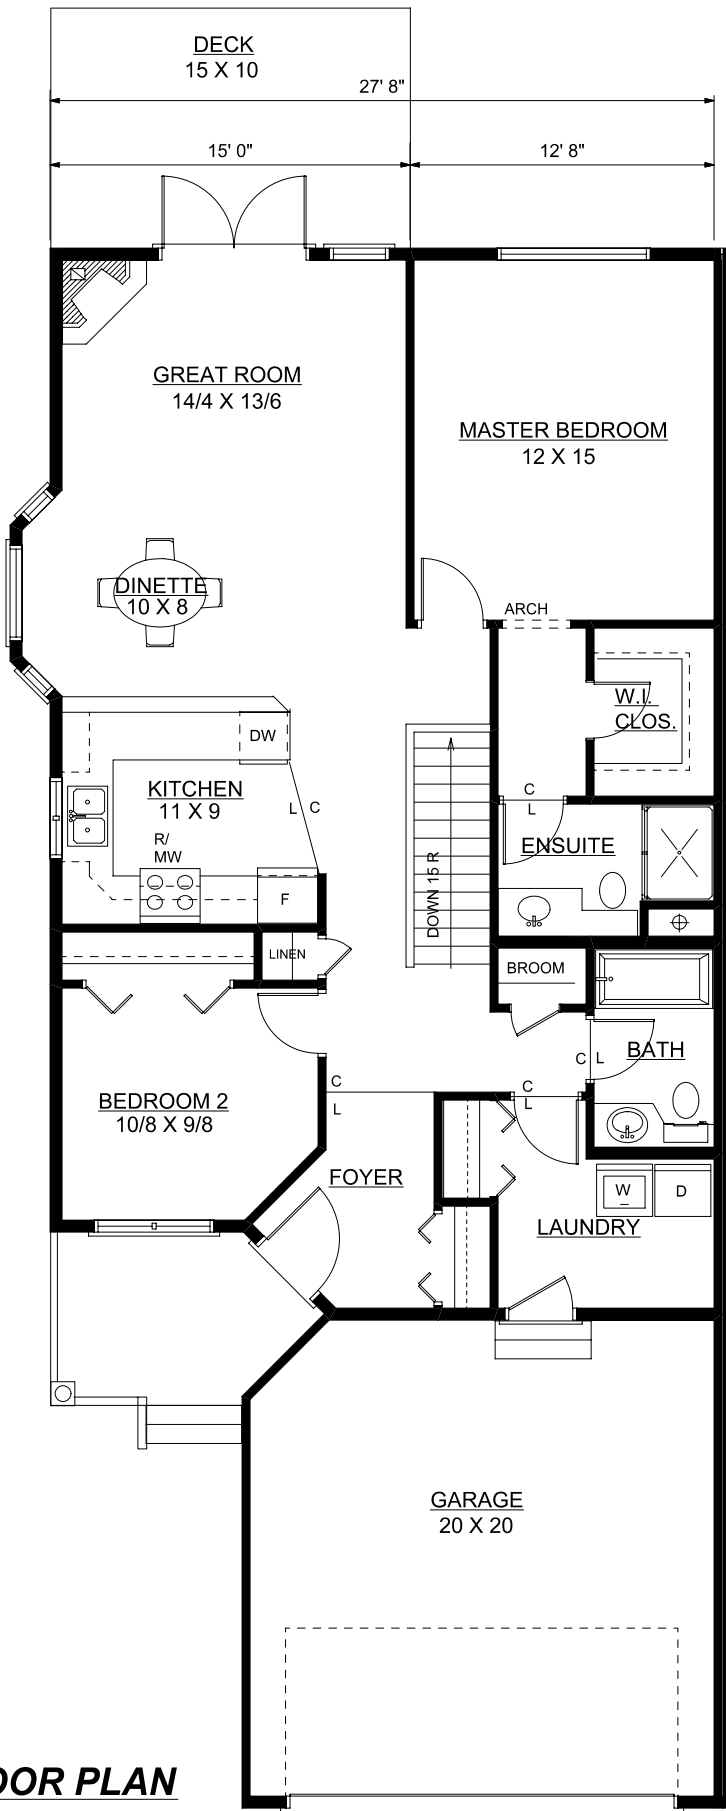 DECK
15 X 10
27' 8"
15' 0"
12' 8"
GREAT ROOM
14/4 X 13/6
MASTER BEDROOM
12 X 15
DINETTE
10 X 8
ARCH
W.I.
CLOS.
DW
KITCHEN
11 X 9
L C
R/
MW
F
C
L
ENSUITE
DOWN 15 R
LINEN
BROOM
BATH
C L
C
L
C
L
BEDROOM 2
10/8 X 9/8
FOYER
W
D
LAUNDRY
GARAGE
20 X 20
OOR PLAN